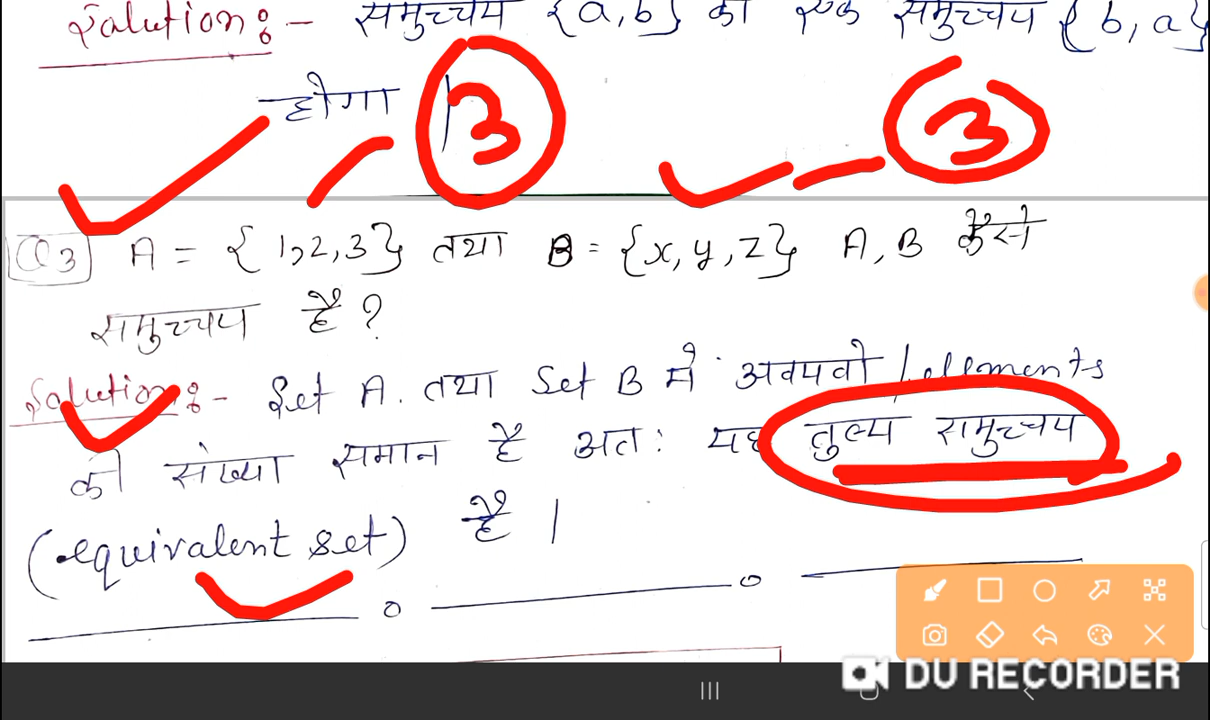 Solution:- समुच्चय {a,b} का एक समुच्चय {b, a}
होगा | 3 3
Q3 A = {1,2,3} तथा B = {x, y, z} A, B कैसे
समुच्चय है ?
Solution:- Set A. तथा Set B में अवयवो / elements
की संख्या समान है अतः यह तुल्य समुच्चय
(equivalent set) है |
DU RECORDER